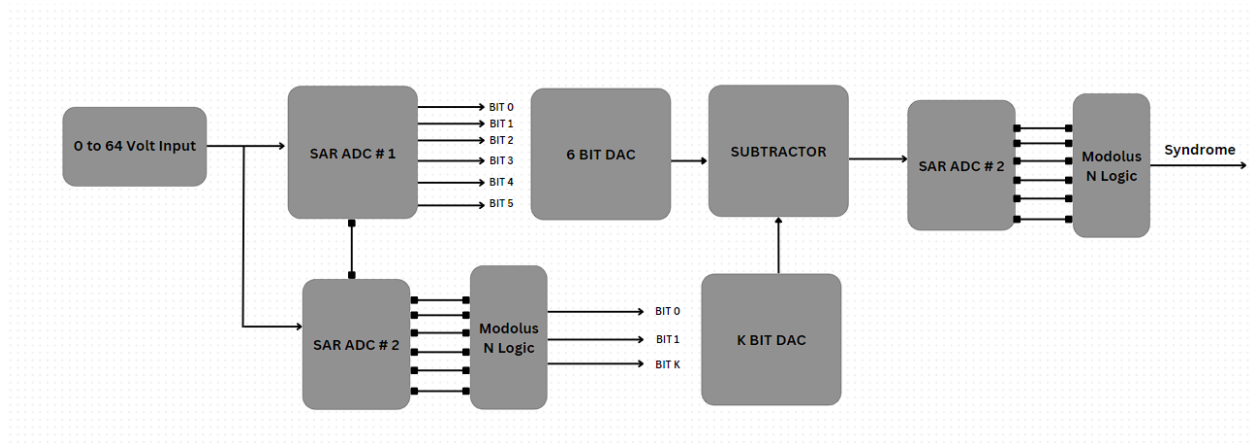 0 to 64 Volt Input
SAR ADC # 1
BIT 0
BIT 1
BIT 2
BIT 3
BIT 4
BIT 5
6 BIT DAC
SUBTRACTOR
SAR ADC # 2
Modolus
N Logic
Syndrome
SAR ADC # 2
Modolus
N Logic
BIT 0
BIT 1
BIT K
K BIT DAC